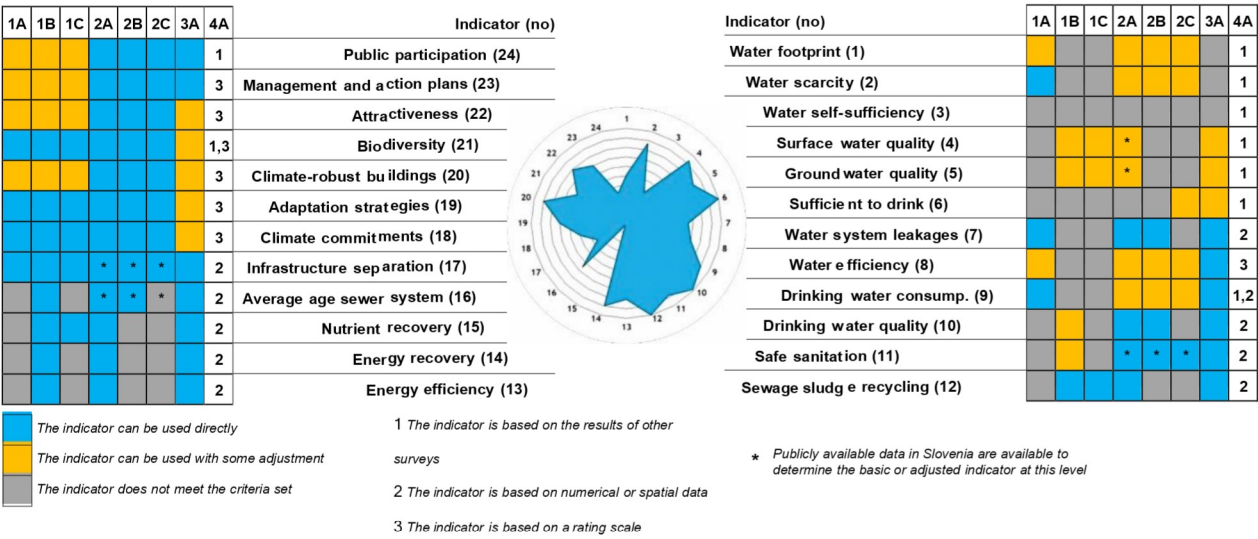 1A 1B 1C 2A 2B 2C 3A 4A Indicator (no)
1 Public participation (24)
3 Management and action plans (23)
3 Attractiveness (22)
1,3 Biodiversity (21)
3 Climate-robust buildings (20)
3 Adaptation strategies (19)
3 Climate commitments (18)
* * * 2 Infrastructure separation (17)
* * * 2 Average age sewer system (16)
2 Nutrient recovery (15)
2 Energy recovery (14)
2 Energy efficiency (13)
1
2
3
4
5
6
7
8
9
10
11
12
13
14
15
16
17
18
19
20
21
22
23
24
Indicator (no) 1A 1B 1C 2A 2B 2C 3A 4A
Water footprint (1) 1
Water scarcity (2) 1
Water self-sufficiency (3) 1
Surface water quality (4) * 1
Ground water quality (5) * 1
Sufficient to drink (6) 1
Water system leakages (7) 2
Water efficiency (8) 3
Drinking water consump. (9) 1,2
Drinking water quality (10) 2
Safe sanitation (11) * * * 2
Sewage sludge recycling (12) 2
The indicator can be used directly
The indicator can be used with some adjustment
The indicator does not meet the criteria set
1 The indicator is based on the results of other
surveys
2 The indicator is based on numerical or spatial data
3 The indicator is based on a rating scale
* Publicly available data in Slovenia are available to
determine the basic or adjusted indicator at this level